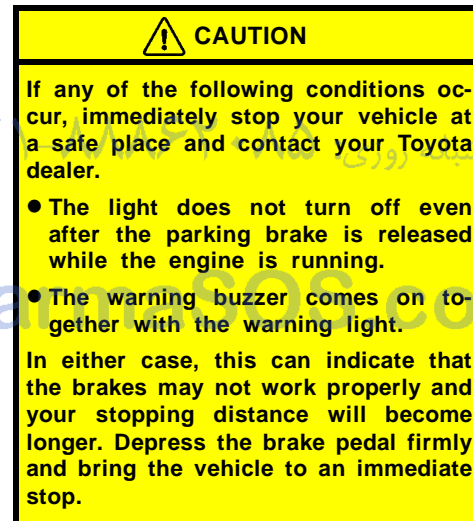 CAUTION
If any of the following conditions oc-
cur, immediately stop your vehicle at
a safe place and contact your Toyota
dealer.
● The light does not turn off even
after the parking brake is released
while the engine is running.
● The warning buzzer comes on to-
gether with the warning light.
In either case, this can indicate that
the brakes may not work properly and
your stopping distance will become
longer. Depress the brake pedal firmly
and bring the vehicle to an immediate
stop.